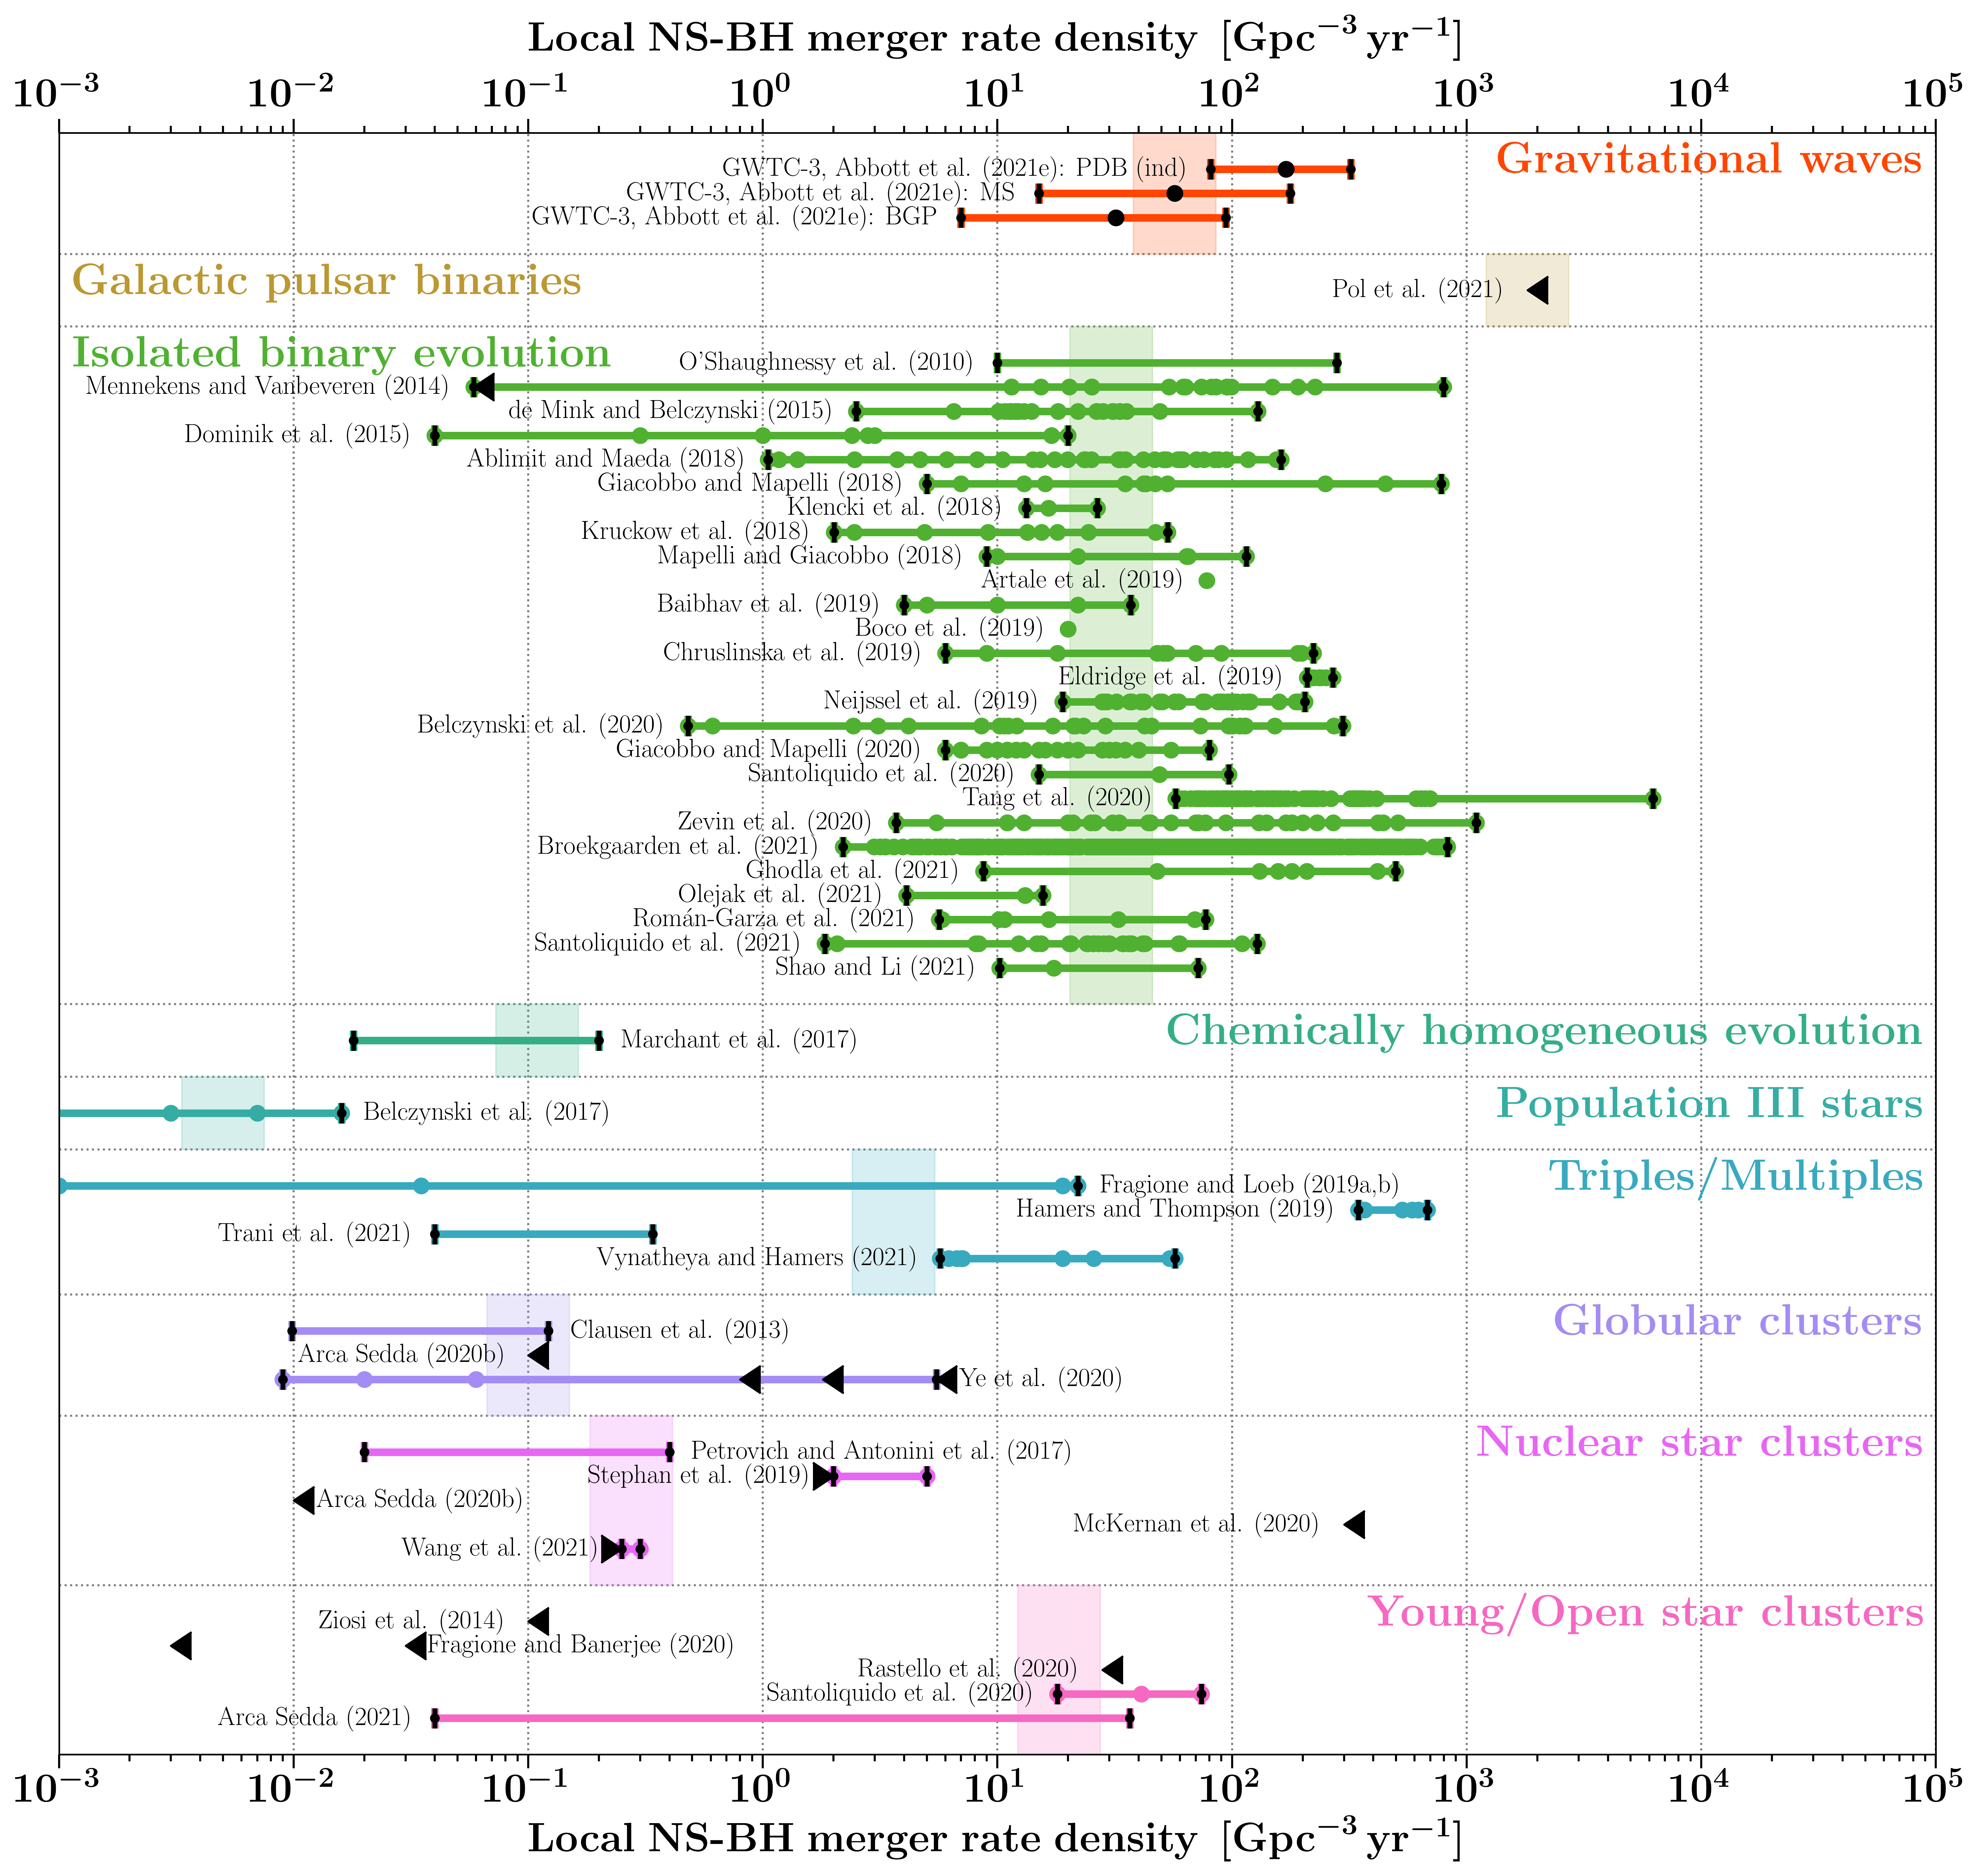 Local NS-BH merger rate density [Gpc⁻³ yr⁻¹]
10⁻³ 10⁻² 10⁻¹ 10⁰ 10¹ 10² 10³ 10⁴ 10⁵
Gravitational waves
GWTC-3, Abbott et al. (2021e): PDB (ind)
GWTC-3, Abbott et al. (2021e): MS
GWTC-3, Abbott et al. (2021e): BGP
Galactic pulsar binaries
Pol et al. (2021)
Isolated binary evolution
O'Shaughnessy et al. (2010)
Mennekens and Vanbeveren (2014)
de Mink and Belczynski (2015)
Dominik et al. (2015)
Ablimit and Maeda (2018)
Giacobbo and Mapelli (2018)
Klencki et al. (2018)
Kruckow et al. (2018)
Mapelli and Giacobbo (2018)
Artale et al. (2019)
Baibhav et al. (2019)
Boco et al. (2019)
Chruslinska et al. (2019)
Eldridge et al. (2019)
Neijssel et al. (2019)
Belczynski et al. (2020)
Giacobbo and Mapelli (2020)
Santoliquido et al. (2020)
Tang et al. (2020)
Zevin et al. (2020)
Broekgaarden et al. (2021)
Ghodla et al. (2021)
Olejak et al. (2021)
Román-Garza et al. (2021)
Santoliquido et al. (2021)
Shao and Li (2021)
Chemically homogeneous evolution
Marchant et al. (2017)
Population III stars
Belczynski et al. (2017)
Triples/Multiples
Fragione and Loeb (2019a,b)
Hamers and Thompson (2019)
Trani et al. (2021)
Vynatheya and Hamers (2021)
Globular clusters
Clausen et al. (2013)
Arca Sedda (2020b)
Ye et al. (2020)
Nuclear star clusters
Petrovich and Antonini et al. (2017)
Stephan et al. (2019)
Arca Sedda (2020b)
McKernan et al. (2020)
Wang et al. (2021)
Young/Open star clusters
Ziosi et al. (2014)
Fragione and Banerjee (2020)
Rastello et al. (2020)
Santoliquido et al. (2020)
Arca Sedda (2021)
10⁻³ 10⁻² 10⁻¹ 10⁰ 10¹ 10² 10³ 10⁴ 10⁵
Local NS-BH merger rate density [Gpc⁻³ yr⁻¹]